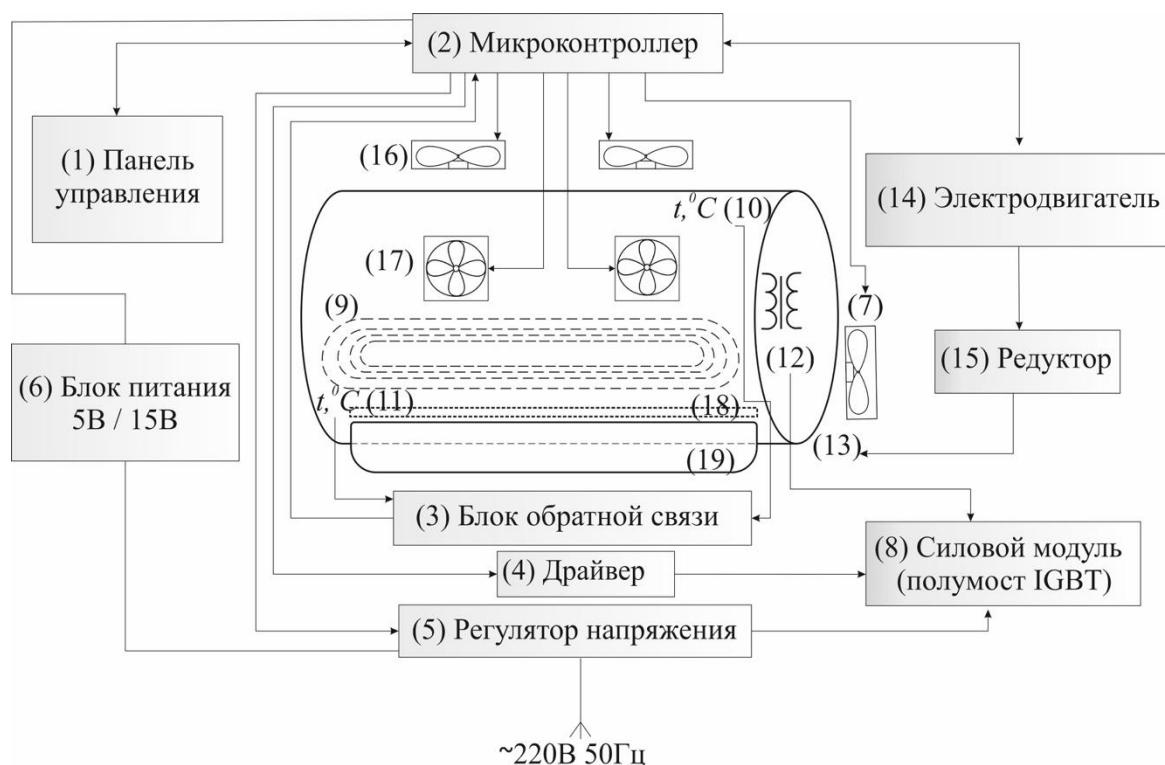 (2) Микроконтроллер
(1) Панель
управления
(16)
(14) Электродвигатель
t,⁰C (10)
(17)
(9)
(7)
(12)
(15) Редуктор
(6) Блок питания
5В / 15В
t,⁰C (11)
(18)
(13)
(19)
(3) Блок обратной связи
(8) Силовой модуль
(полумост IGBT)
(4) Драйвер
(5) Регулятор напряжения
~220В 50Гц